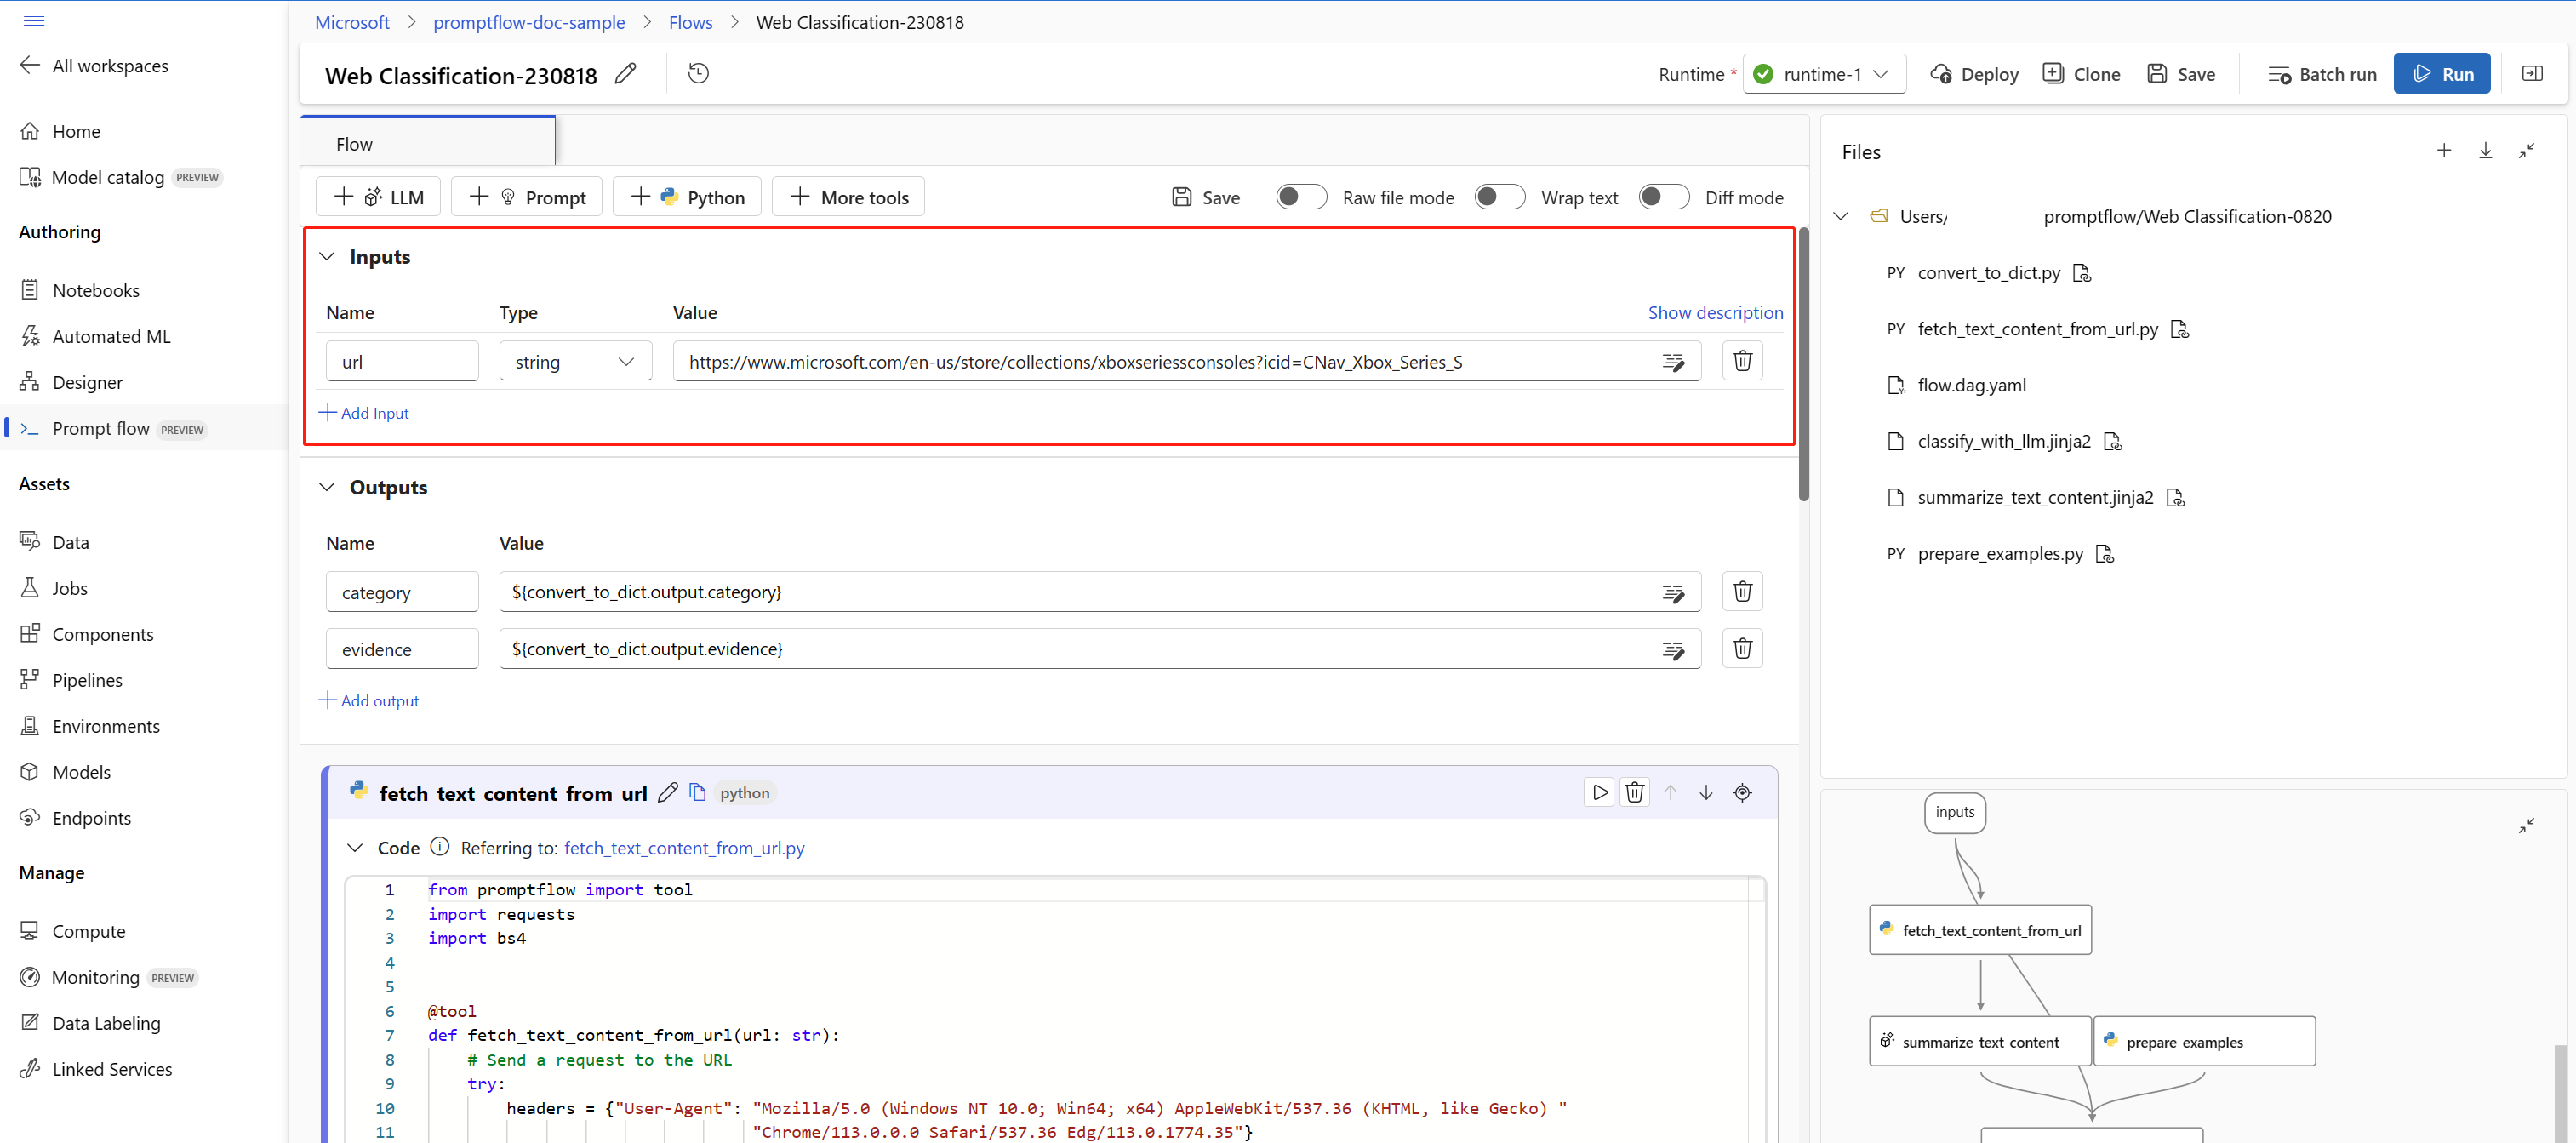 Microsoft > promptflow-doc-sample > Flows > Web Classification-230818
All workspaces
Home
Model catalog PREVIEW
Authoring
Notebooks
Automated ML
Designer
Prompt flow PREVIEW
Assets
Data
Jobs
Components
Pipelines
Environments
Models
Endpoints
Manage
Compute
Monitoring PREVIEW
Data Labeling
Linked Services
Web Classification-230818
Runtime * runtime-1 Deploy Clone Save Batch run Run
Flow
LLM Prompt Python More tools Save Raw file mode Wrap text Diff mode
Inputs
Name Type Value Show description
url string https://www.microsoft.com/en-us/store/collections/xboxseriessconsoles?icid=CNav_Xbox_Series_S
Add Input
Outputs
Name Value
category ${convert_to_dict.output.category}
evidence ${convert_to_dict.output.evidence}
Add output
fetch_text_content_from_url python
Code Referring to: fetch_text_content_from_url.py
1 from promptflow import tool
2 import requests
3 import bs4
4
5
6 @tool
7 def fetch_text_content_from_url(url: str):
8 # Send a request to the URL
9 try:
10 headers = {"User-Agent": "Mozilla/5.0 (Windows NT 10.0; Win64; x64) AppleWebKit/537.36 (KHTML, like Gecko) "
11 "Chrome/113.0.0.0 Safari/537.36 Edg/113.0.1774.35"}
Files
Users/ promptflow/Web Classification-0820
PY convert_to_dict.py
PY fetch_text_content_from_url.py
flow.dag.yaml
classify_with_llm.jinja2
summarize_text_content.jinja2
PY prepare_examples.py
inputs
fetch_text_content_from_url
summarize_text_content
prepare_examples